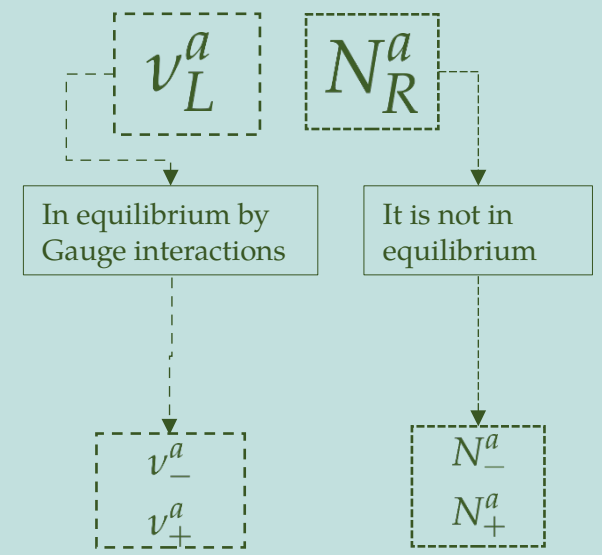 ν_L^a
N_R^a
In equilibrium by
Gauge interactions
It is not in
equilibrium
ν_-^a
ν_+^a
N_-^a
N_+^a